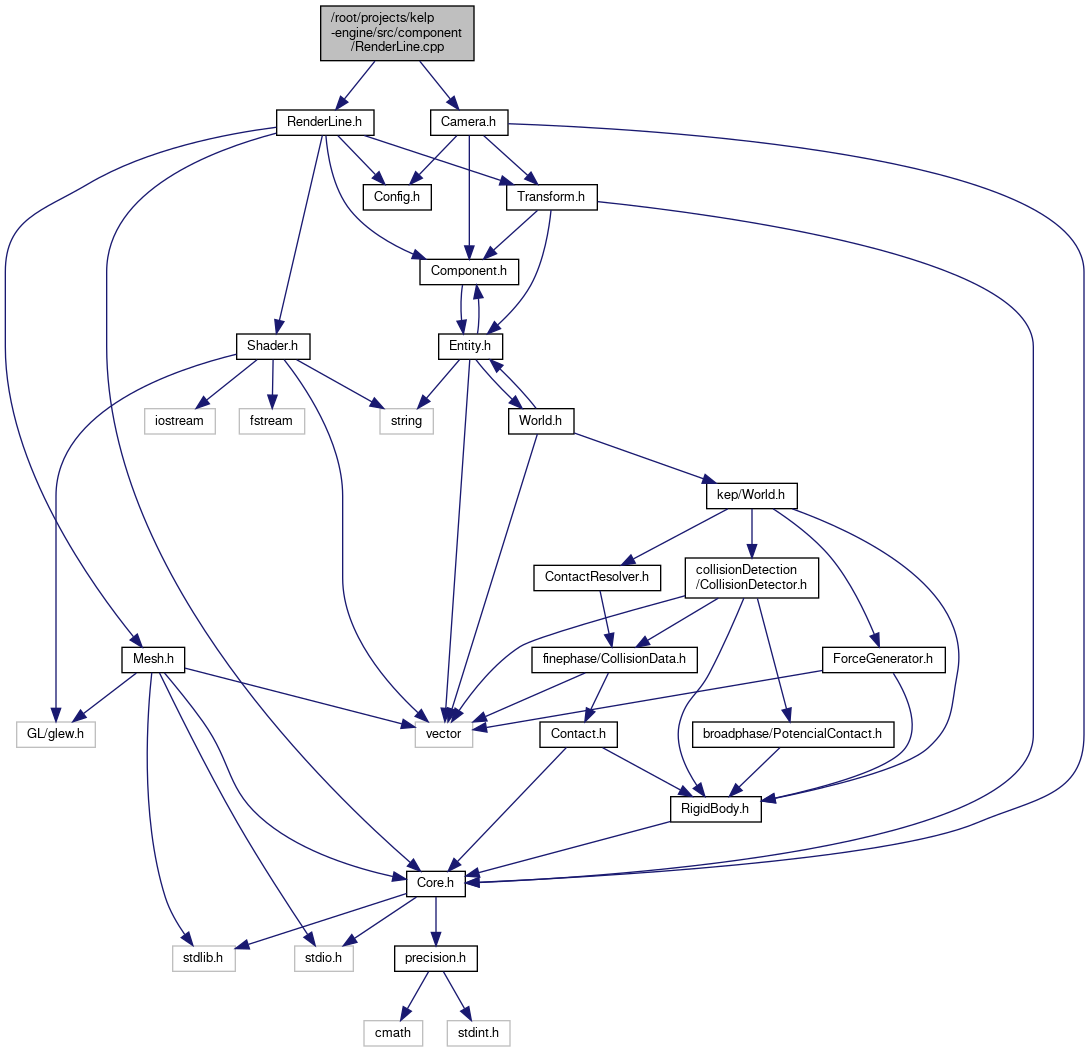 /root/projects/kelp
-engine/src/component
/RenderLine.cpp
RenderLine.h
Camera.h
Config.h
Transform.h
Component.h
Shader.h
Entity.h
iostream
fstream
string
World.h
kep/World.h
ContactResolver.h
collisionDetection
/CollisionDetector.h
Mesh.h
finephase/CollisionData.h
ForceGenerator.h
GL/glew.h
vector
Contact.h
broadphase/PotencialContact.h
RigidBody.h
Core.h
stdlib.h
stdio.h
precision.h
cmath
stdint.h